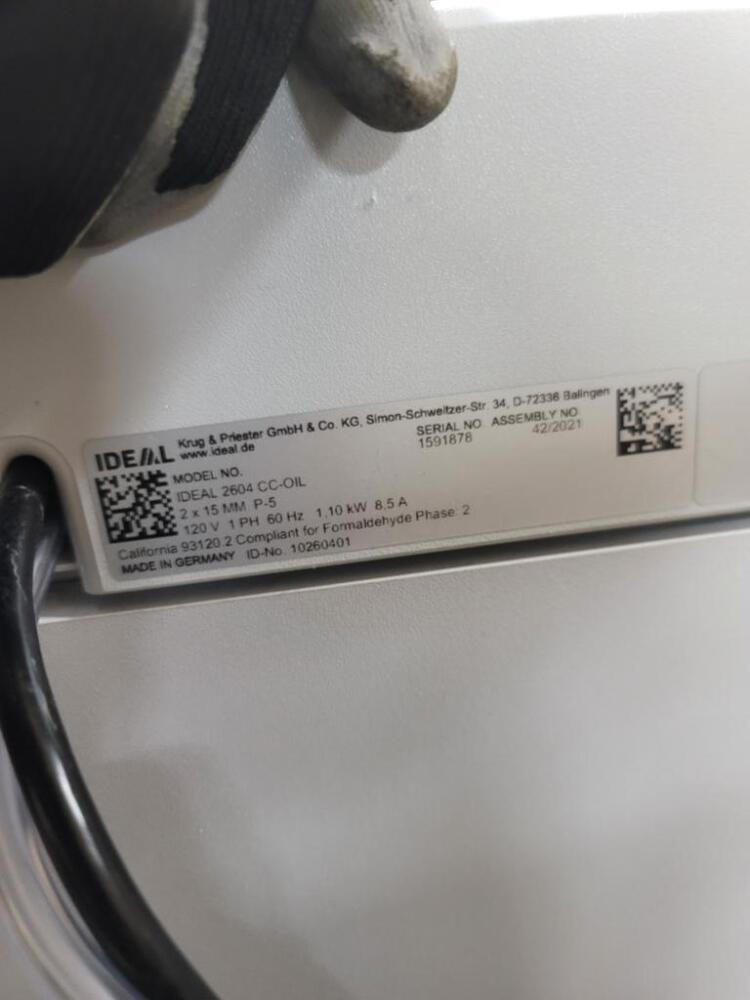 IDEAL Krug & Priester GmbH & Co. KG, Simon-Schweitzer-Str. 34, D-72336 Balingen
www.ideal.de
SERIAL NO. ASSEMBLY NO.
1591878 42/2021
MODEL NO.
IDEAL 2604 CC-OIL
2 x 15 MM P-5
120 V 1 PH 60 Hz 1,10 kW 8,5 A
California 93120.2 Compliant for Formaldehyde Phase: 2
MADE IN GERMANY ID-No. 10260401